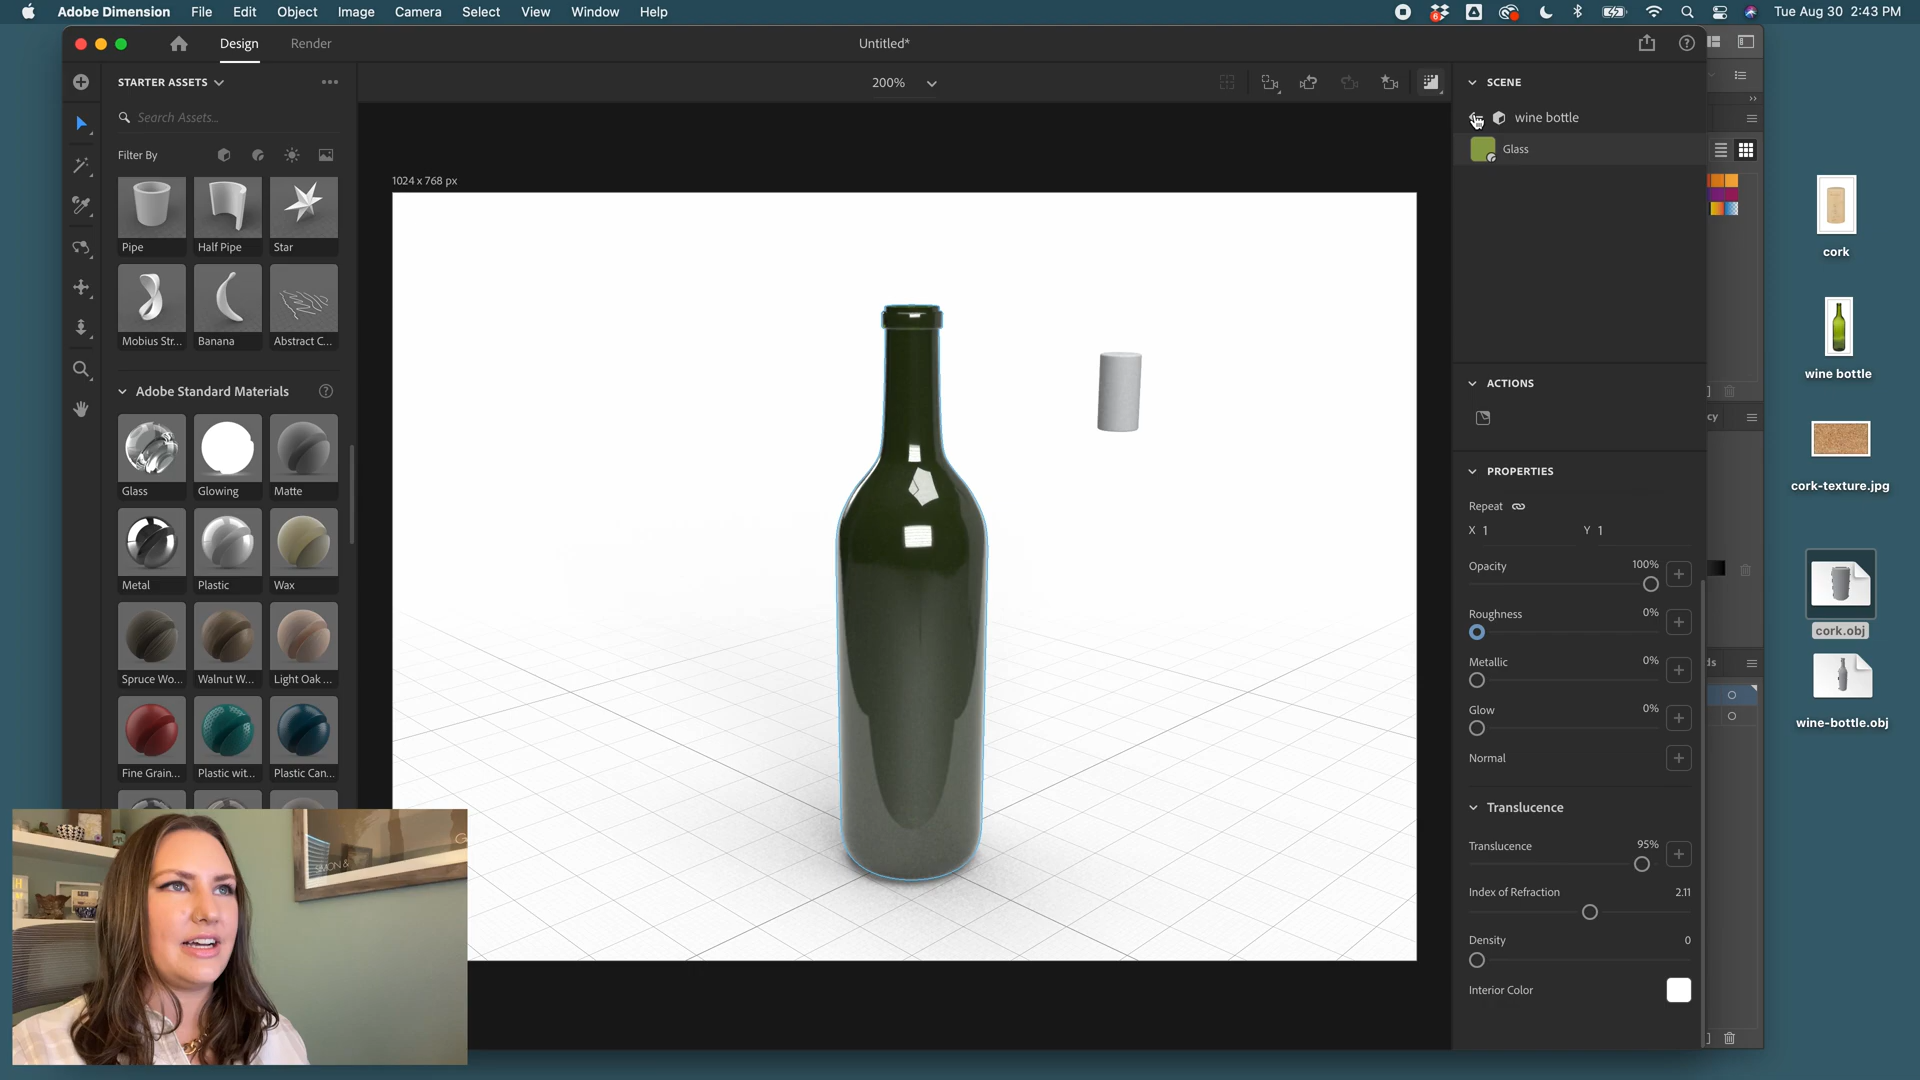 Adobe Dimension File Edit Object Image Camera Select View Window Help
6
Tue Aug 30 2:43 PM
Design
Render
Untitled*
STARTER ASSETS
200%
SCENE
Search Assets...
wine bottle
Filter By
Glass
1024 x 768 px
Pipe
Half Pipe
Star
cork
Mobius Str...
Banana
Abstract C...
wine bottle
ACTIONS
Adobe Standard Materials
cy
PROPERTIES
Glass
Glowing
Matte
cork-texture.jpg
Repeat
X 1
Y 1
Opacity
100%
Metal
Plastic
Wax
Roughness
0%
cork.obj
Metallic
0%
ds
Spruce Wo...
Walnut W...
Light Oak ...
Glow
0%
wine-bottle.obj
Normal
Fine Grain...
Plastic wit...
Plastic Can...
Translucence
Translucence
95%
SIMON &
Index of Refraction
2.11
Density
0
Interior Color